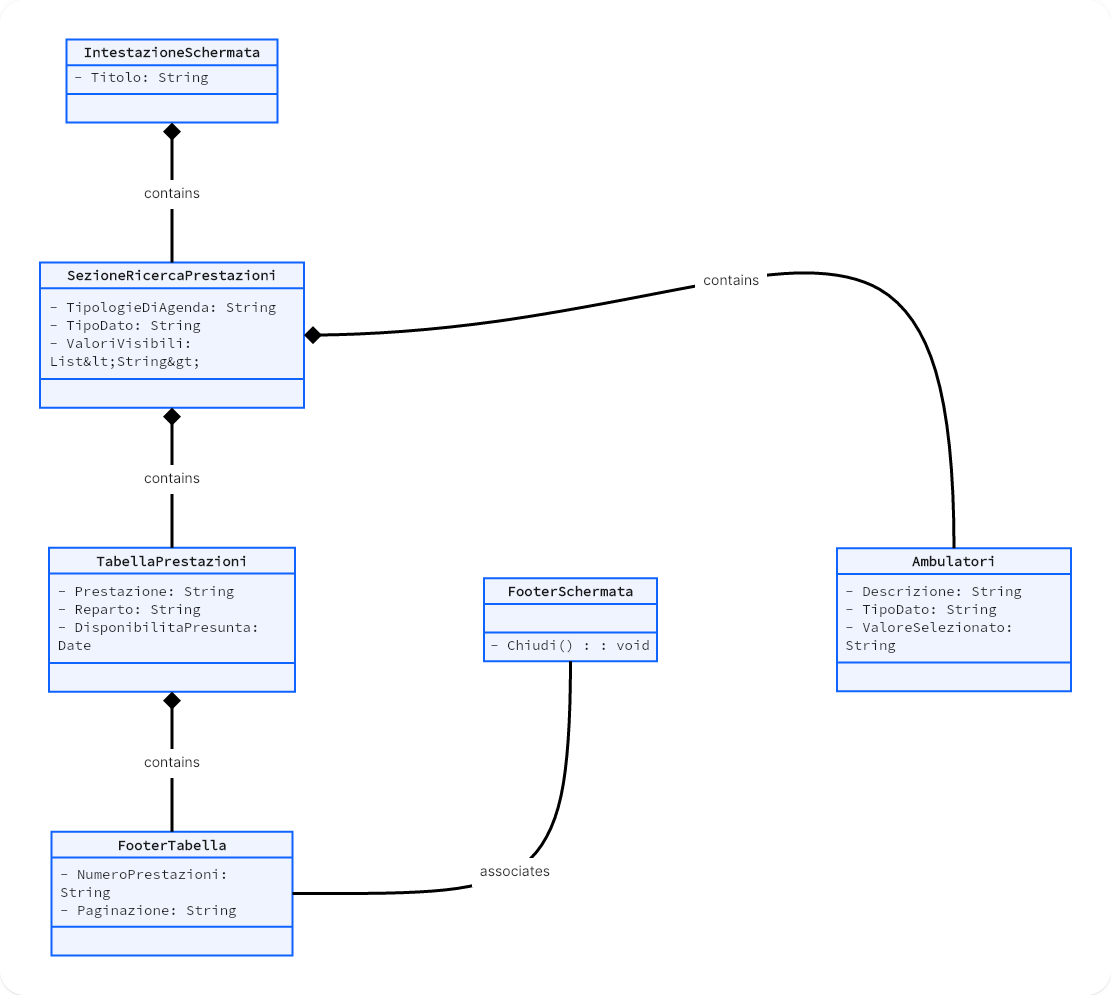 IntestazioneSchermata
- Titolo: String
contains
SezioneRicercaPrestazioni
- TipologieDiAgenda: String
- TipoDato: String
- ValoriVisibili:
List&lt;String&gt;
contains
contains
TabellaPrestazioni
- Prestazione: String
- Reparto: String
- DisponibilitaPresunta:
Date
FooterSchermata
- Chiudi() : : void
Ambulatori
- Descrizione: String
- TipoDato: String
- ValoreSelezionato:
String
contains
FooterTabella
- NumeroPrestazioni:
String
- Paginazione: String
associates